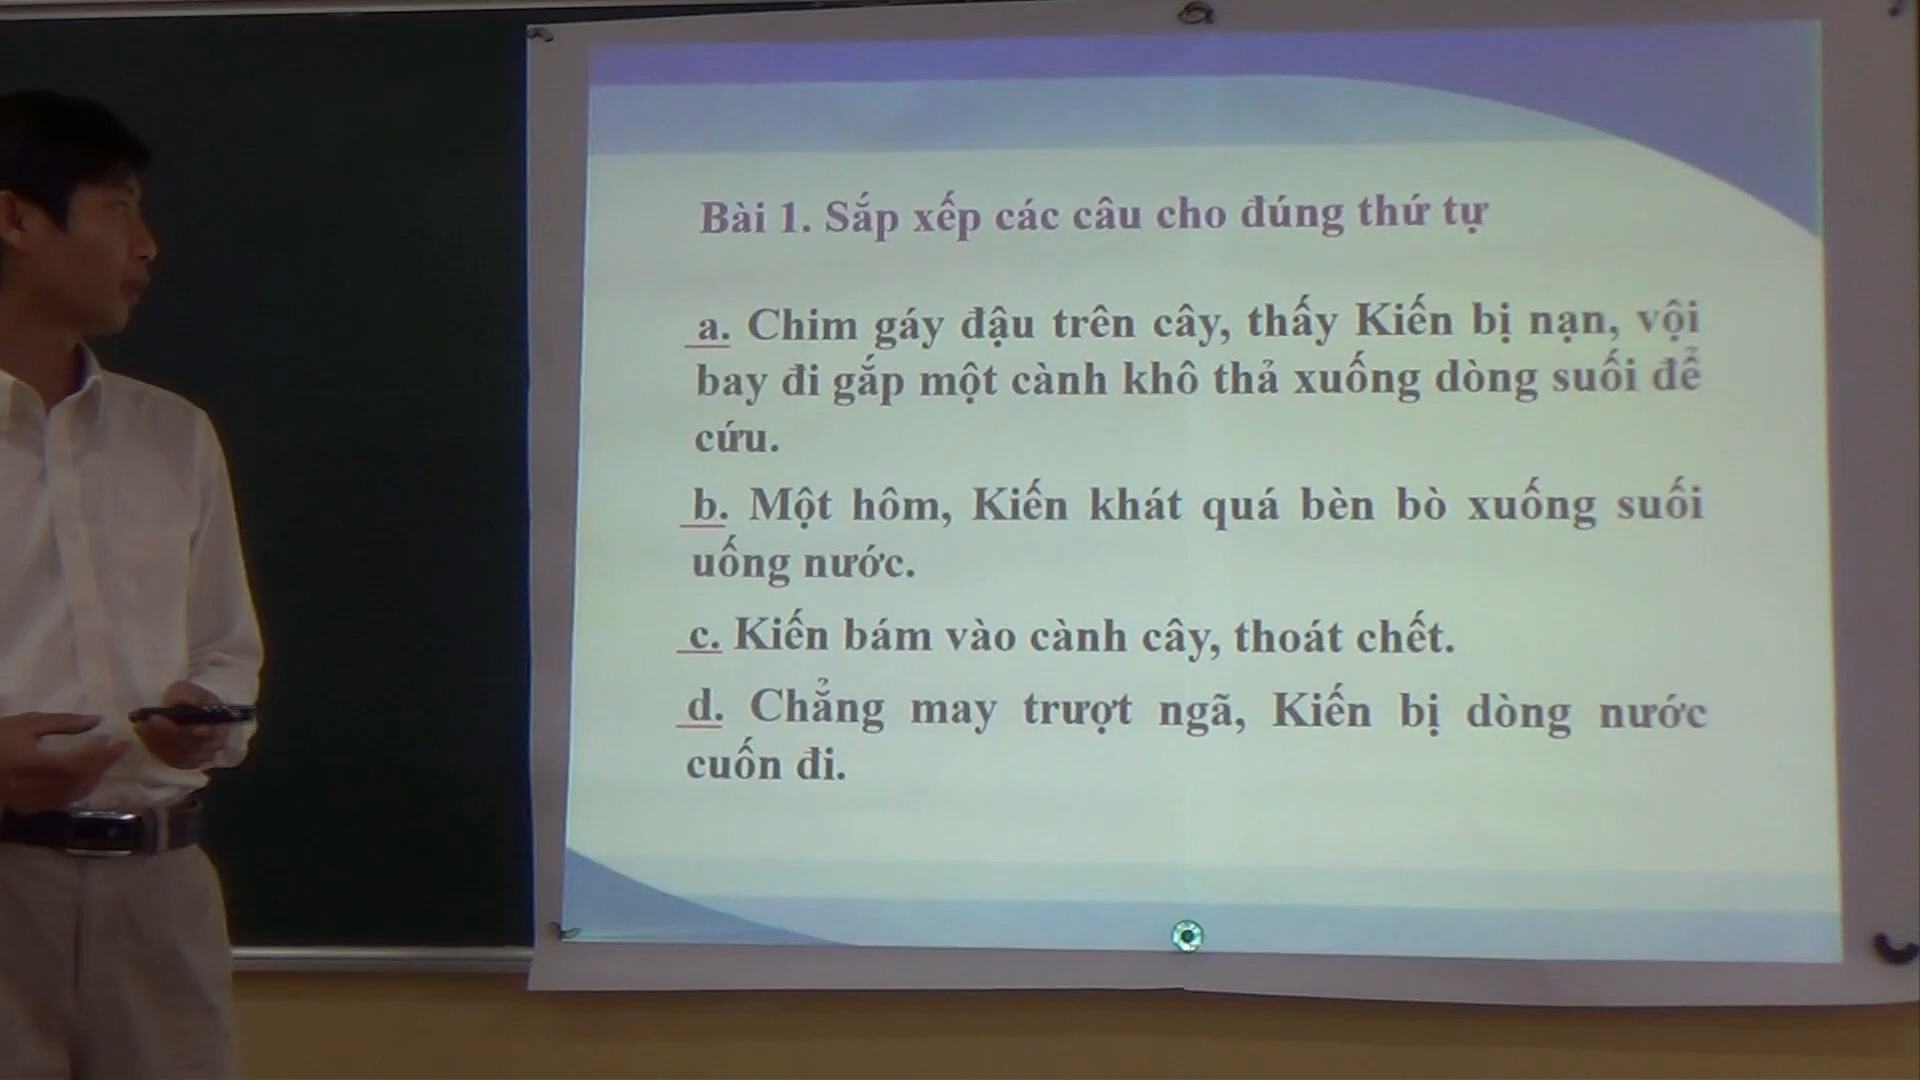 Bài 1. Sắp xếp các câu cho đúng thứ tự
a. Chim gáy đậu trên cây, thấy Kiến bị nạn, vội
bay đi gắp một cành khô thả xuống dòng suối để
cứu.
b. Một hôm, Kiến khát quá bèn bò xuống suối
uống nước.
c. Kiến bám vào cành cây, thoát chết.
d. Chẳng may trượt ngã, Kiến bị dòng nước
cuốn đi.